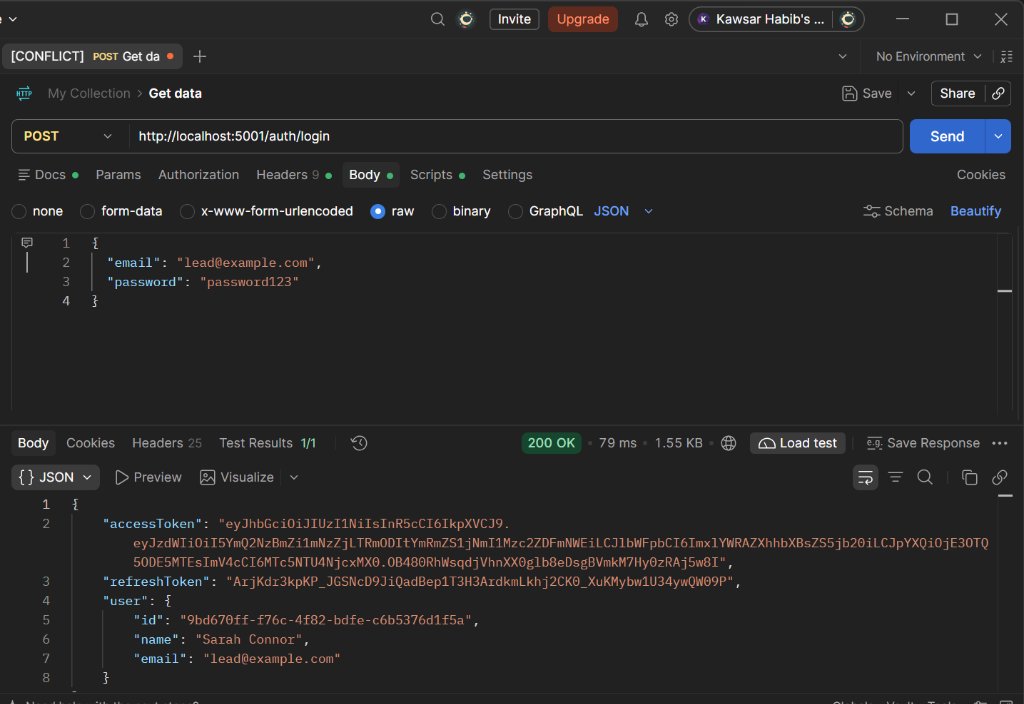 Invite Upgrade K Kawsar Habib's ...
[CONFLICT] POST Get da No Environment
HTTP My Collection > Get data Save Share
POST http://localhost:5001/auth/login Send
Docs Params Authorization Headers 9 Body Scripts Settings Cookies
none form-data x-www-form-urlencoded raw binary GraphQL JSON Schema Beautify
1 {
2 "email": "lead@example.com",
3 "password": "password123"
4 }
Body Cookies Headers 25 Test Results 1/1 200 OK 79 ms 1.55 KB Load test e.g. Save Response
{} JSON Preview Visualize
1 {
2 "accessToken": "eyJhbGciOiJIUzI1NiIsInR5cCI6IkpXVCJ9.
eyJzdWIiOiI5YmQ2NzBmZi1mNzZjLTRmODItYmRmZS1jNmI1Mzc2ZDFmNWEiLCJlbWFpbCI6ImxlYWRAZXhhbXBsZS5jb20iLCJpYXQiOjE3OTQ
5ODE5MTEsImV4cCI6MTc5NTU4NjcxMX0.OB480RhWsqdjVhnXX0glb8eDsgBVmkM7Hy0zRAj5w8I",
3 "refreshToken": "ArjKdr3kpKP_JGSNcD9JiQadBep1T3H3ArdkmLkhj2CK0_XuKMybw1U34ywQW09P",
4 "user": {
5 "id": "9bd670ff-f76c-4f82-bdfe-c6b5376d1f5a",
6 "name": "Sarah Connor",
7 "email": "lead@example.com"
8 }